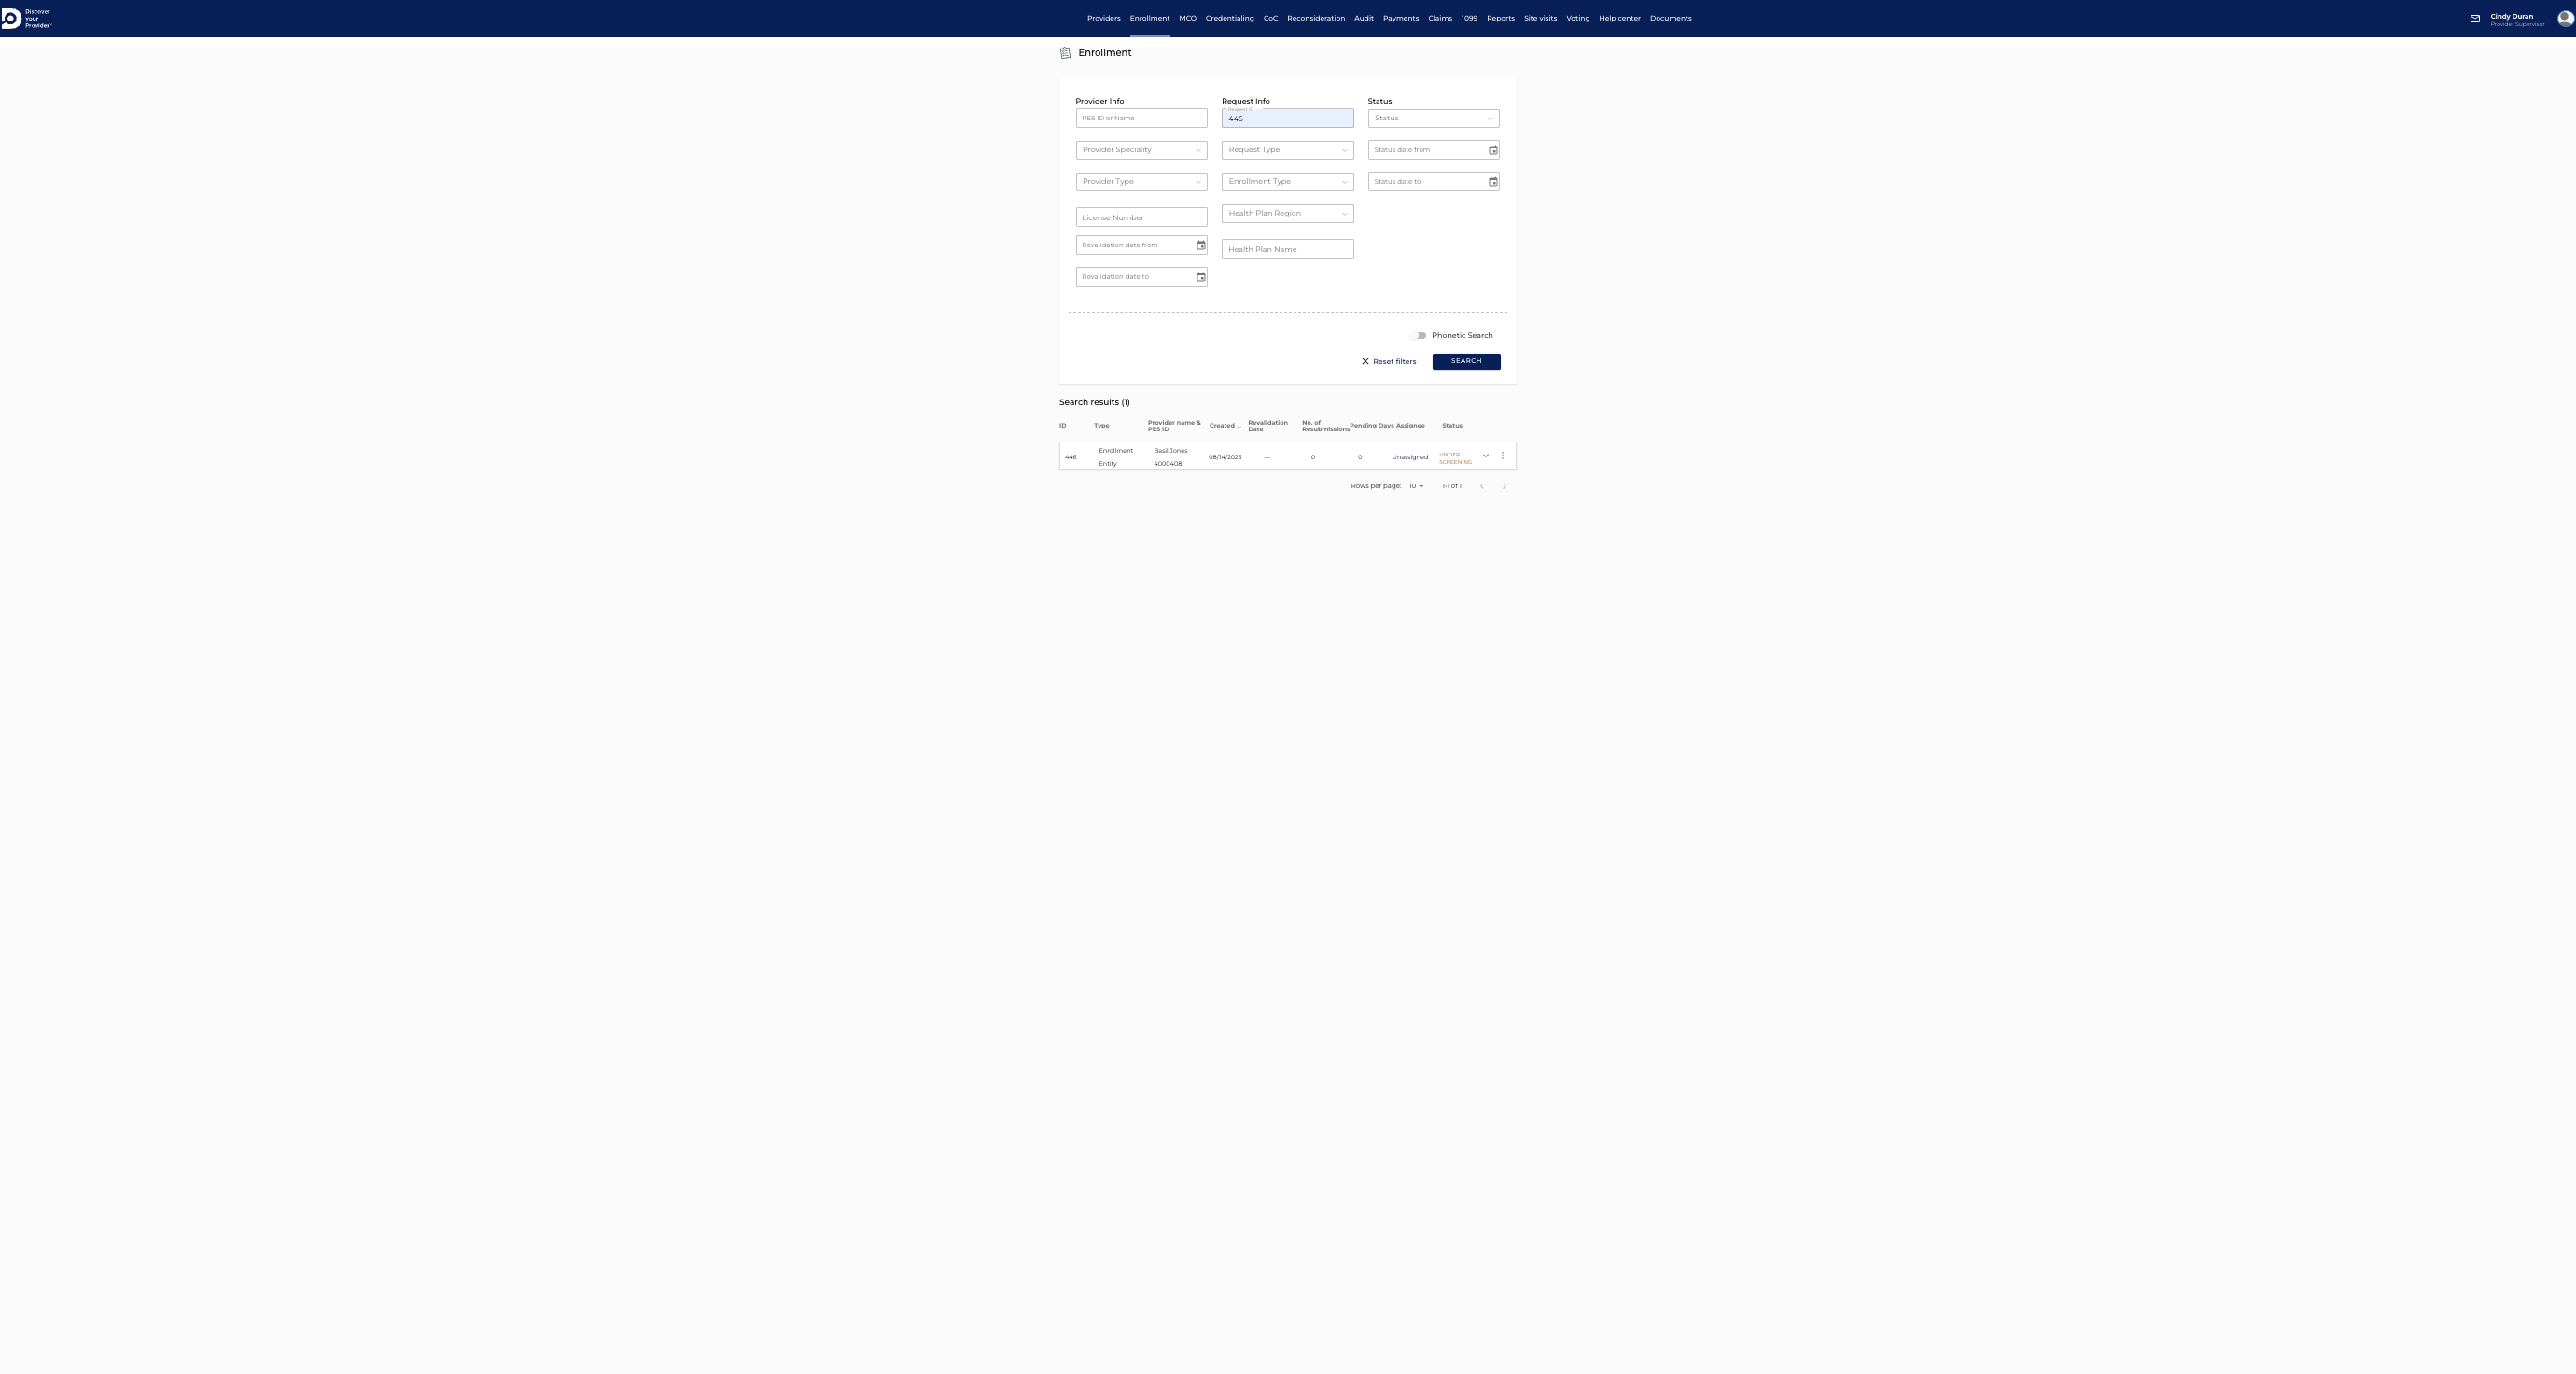 Discover
your
Provider
Providers Enrollment MCO Credentialing CoC Reconsideration Audit Payments Claims 1099 Reports Site visits Voting Help center Documents
Cindy Duran
Provider Supervisor
Enrollment
Provider Info Request Info Status
Request ID
PES ID or Name 446 Status
Provider Speciality Request Type Status date from
Provider Type Enrollment Type Status date to
License Number Health Plan Region
Revalidation date from Health Plan Name
Revalidation date to
Phonetic Search
Reset filters SEARCH
Search results (1)
ID Type Provider name & PES ID Created Revalidation Date No. of Resubmissions Pending Days Assignee Status
446 Enrollment Entity Basil Jones 4000408 08/14/2025 — 0 0 Unassigned UNDER SCREENING
Rows per page: 10 1-1 of 1